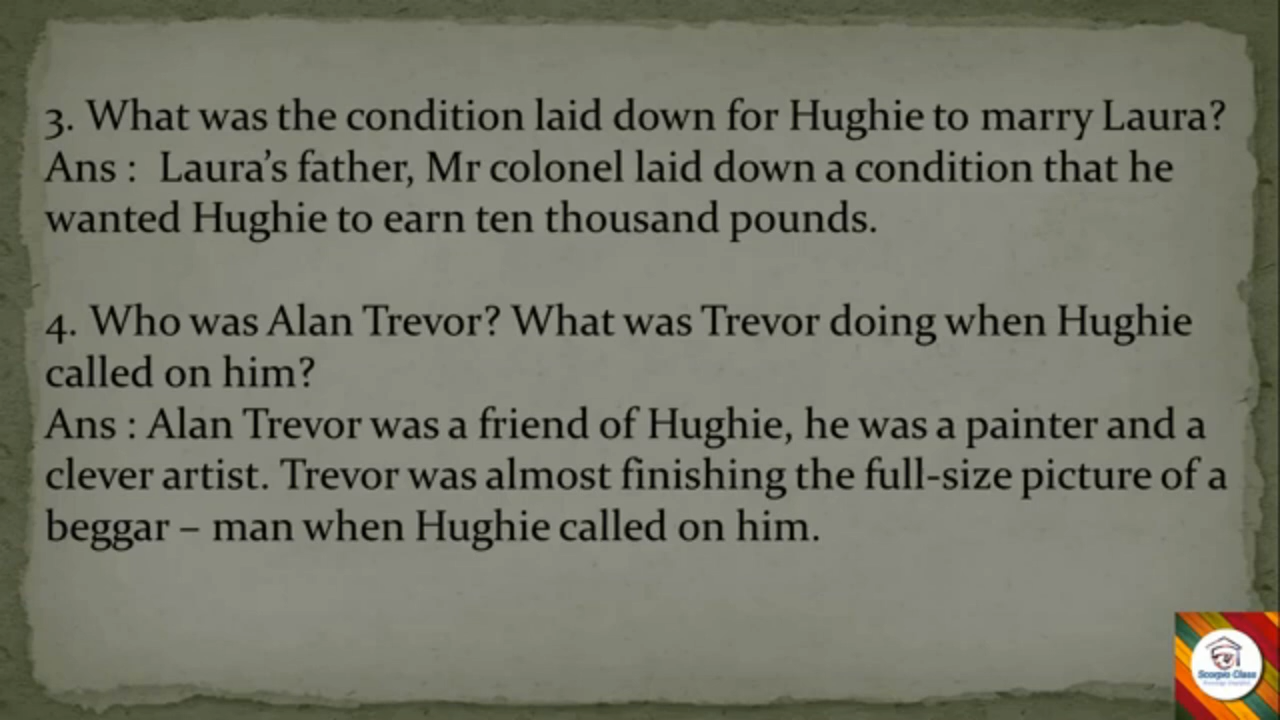 3. What was the condition laid down for Hughie to marry Laura?
Ans : Laura’s father, Mr colonel laid down a condition that he
wanted Hughie to earn ten thousand pounds.
4. Who was Alan Trevor? What was Trevor doing when Hughie
called on him?
Ans : Alan Trevor was a friend of Hughie, he was a painter and a
clever artist. Trevor was almost finishing the full-size picture of a
beggar – man when Hughie called on him.
Scorpio Class